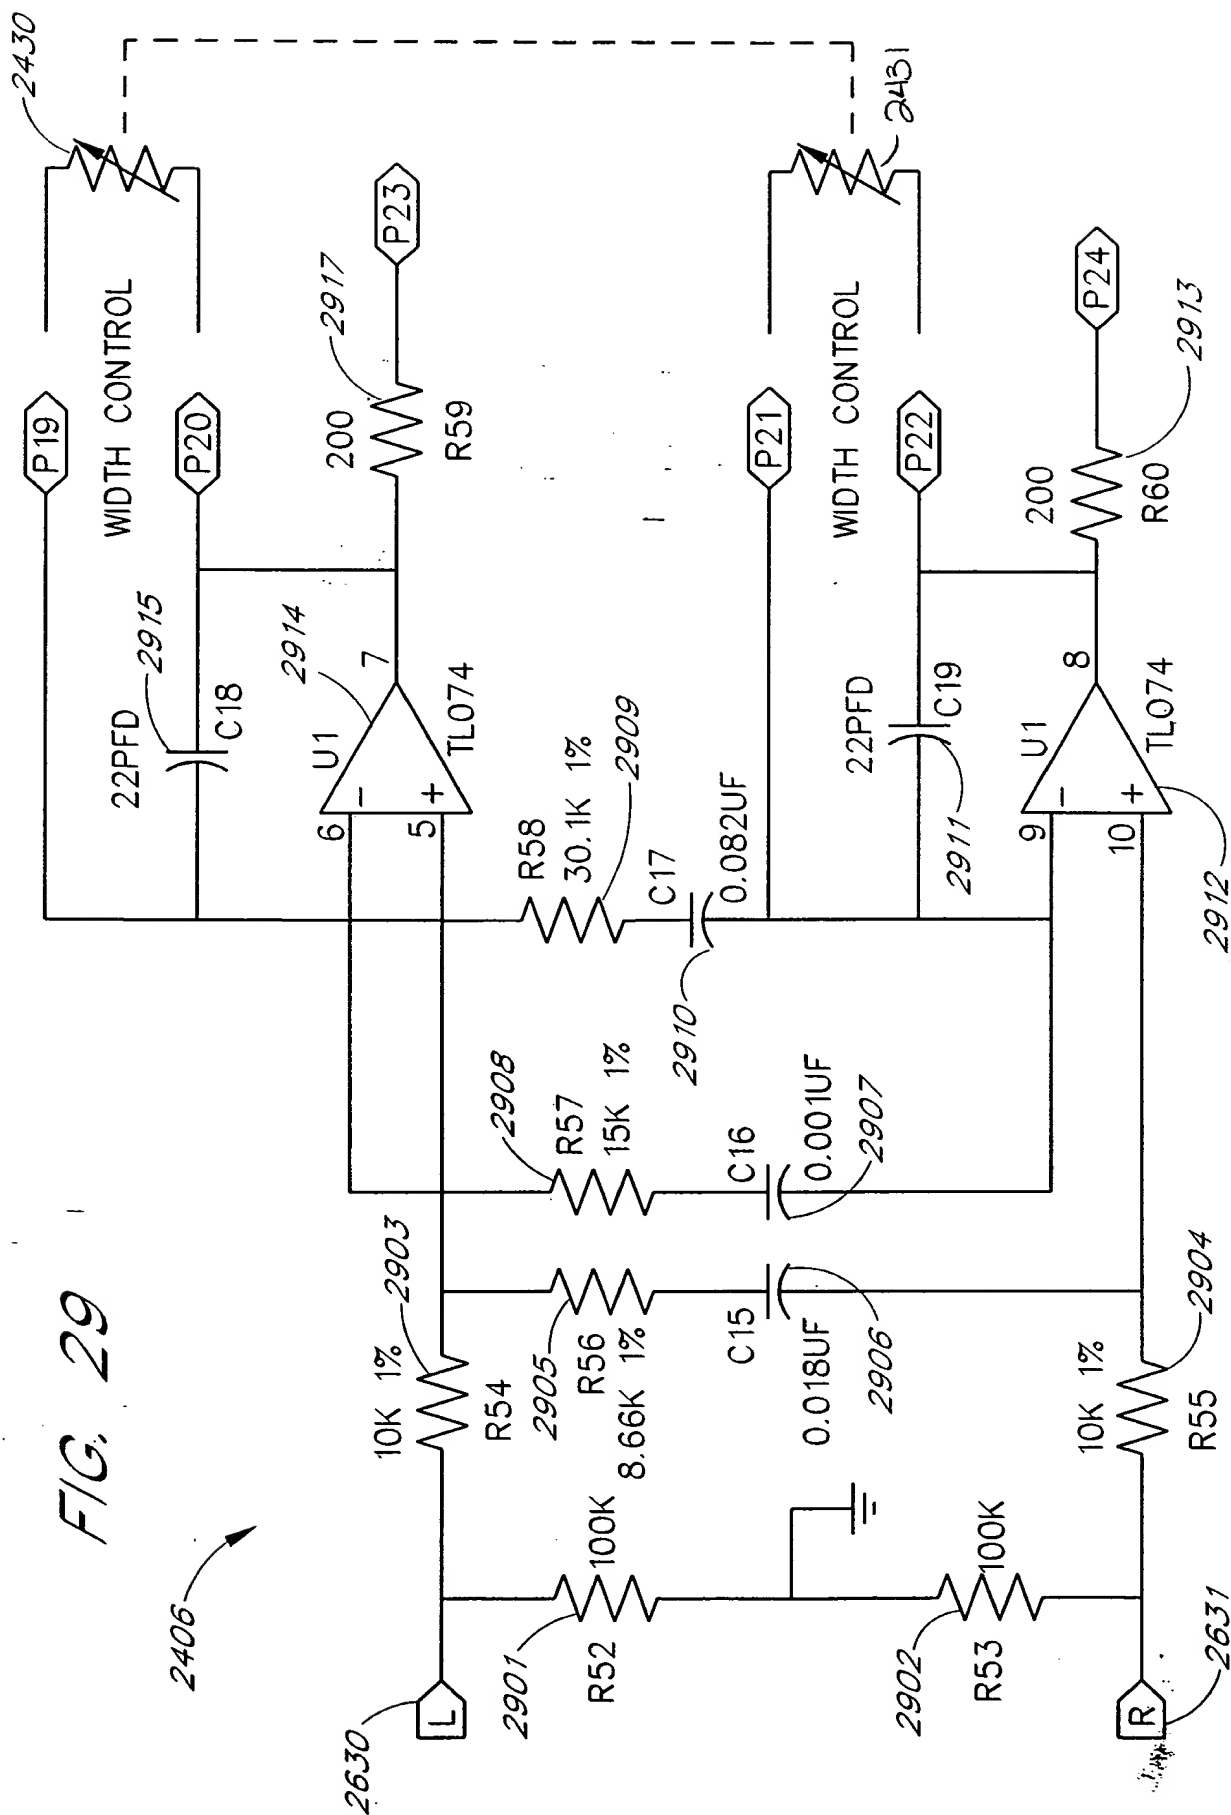 FIG. 29
2406
2630
L
2901
R52
100K
2902
R53
100K
R
2631
10K 1%
2903
R54
2905
R56
8.66K 1%
C15
0.018UF
2906
10K 1%
2904
R55
2908
R57
15K 1%
C16
0.001UF
2907
R58
30.1K 1%
2909
C17
0.082UF
2910
P19
WIDTH CONTROL
P20
2430
22PFD
2915
C18
U1
2914
6
5
7
TL074
200
2917
R59
P23
P21
WIDTH CONTROL
P22
2431
22PFD
C19
2911
U1
9
10
8
TL074
2912
200
R60
2913
P24